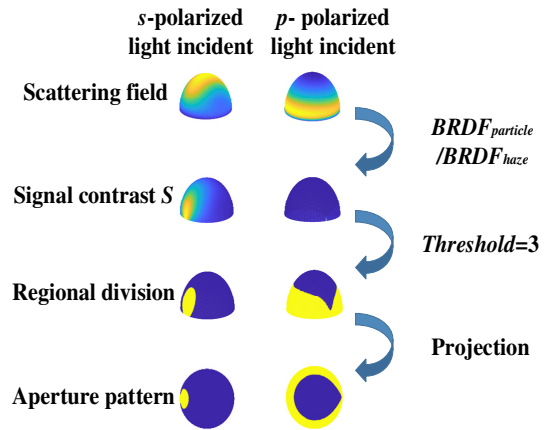 s-polarized light incident
p- polarized light incident
Scattering field
BRDFparticle
/BRDFhaze
Signal contrast S
Threshold=3
Regional division
Projection
Aperture pattern